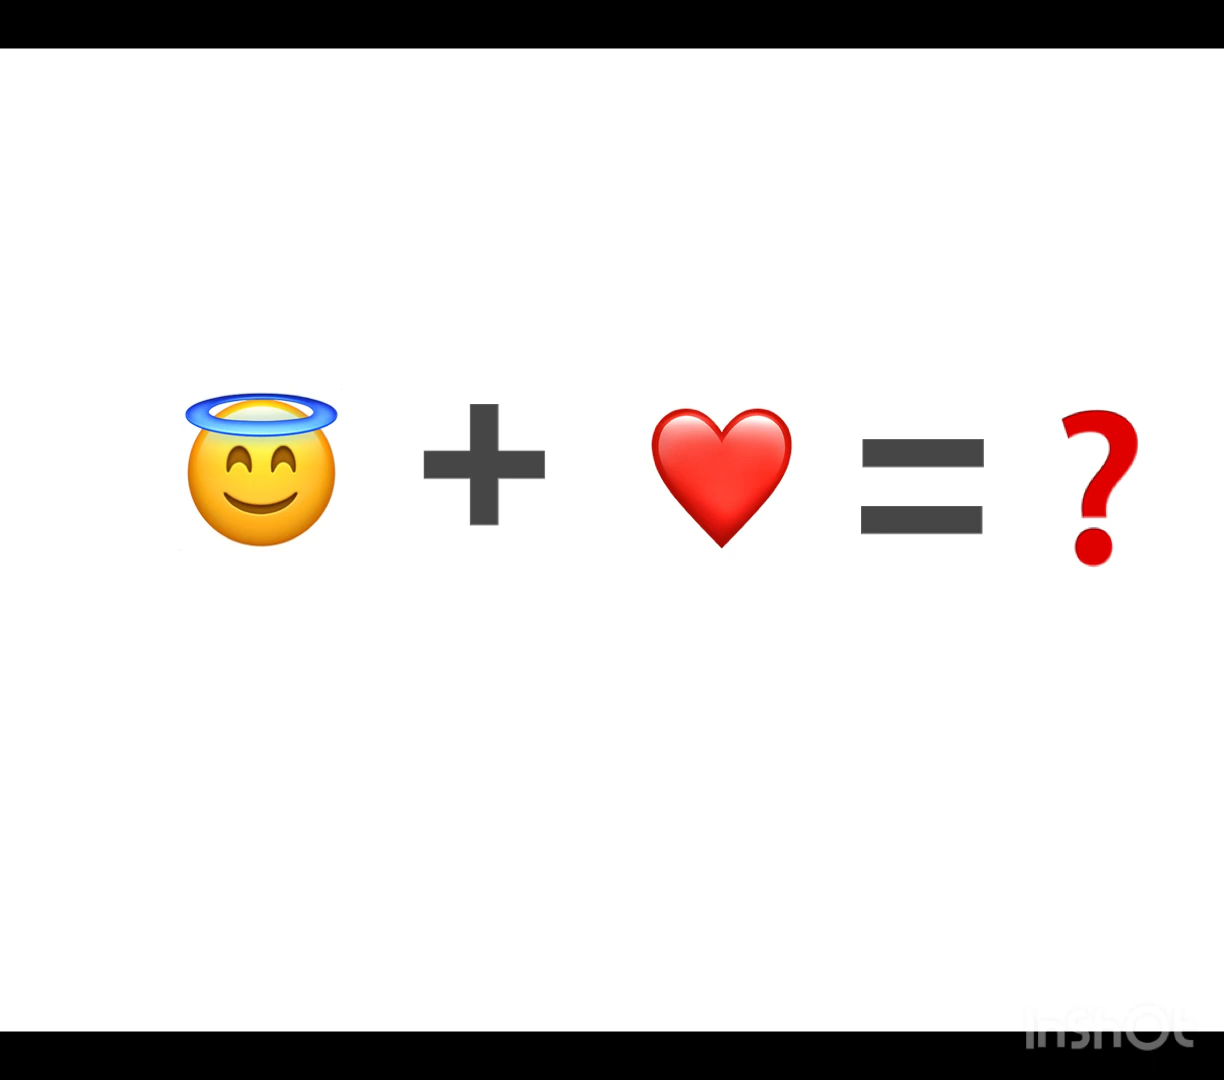 + = ?
InShOt